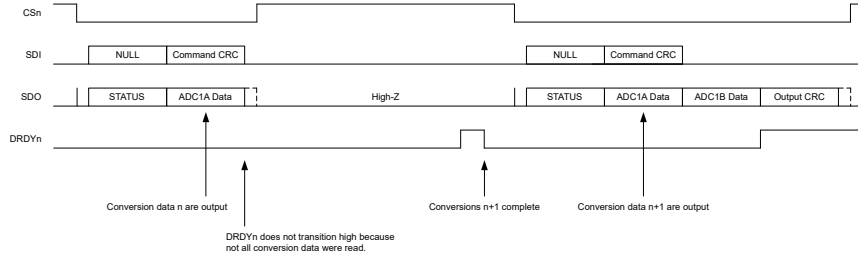 CSn
SDI
NULL
Command CRC
NULL
Command CRC
SDO
STATUS
ADC1A Data
High-Z
STATUS
ADC1A Data
ADC1B Data
Output CRC
DRDYn
Conversion data n are output
Conversions n+1 complete
Conversion data n+1 are output
DRDYn does not transition high because
not all conversion data were read.